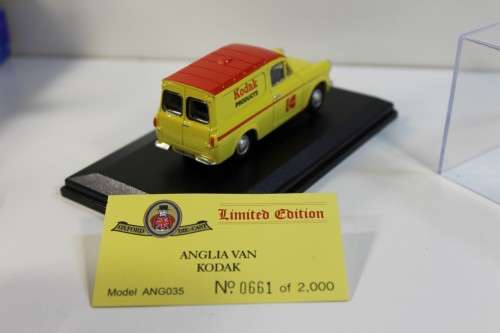 Kodak
PRODUCTS
OXFORD DIE-CAST
Limited Edition
ANGLIA VAN
KODAK
Model ANG035 No 0661 of 2,000